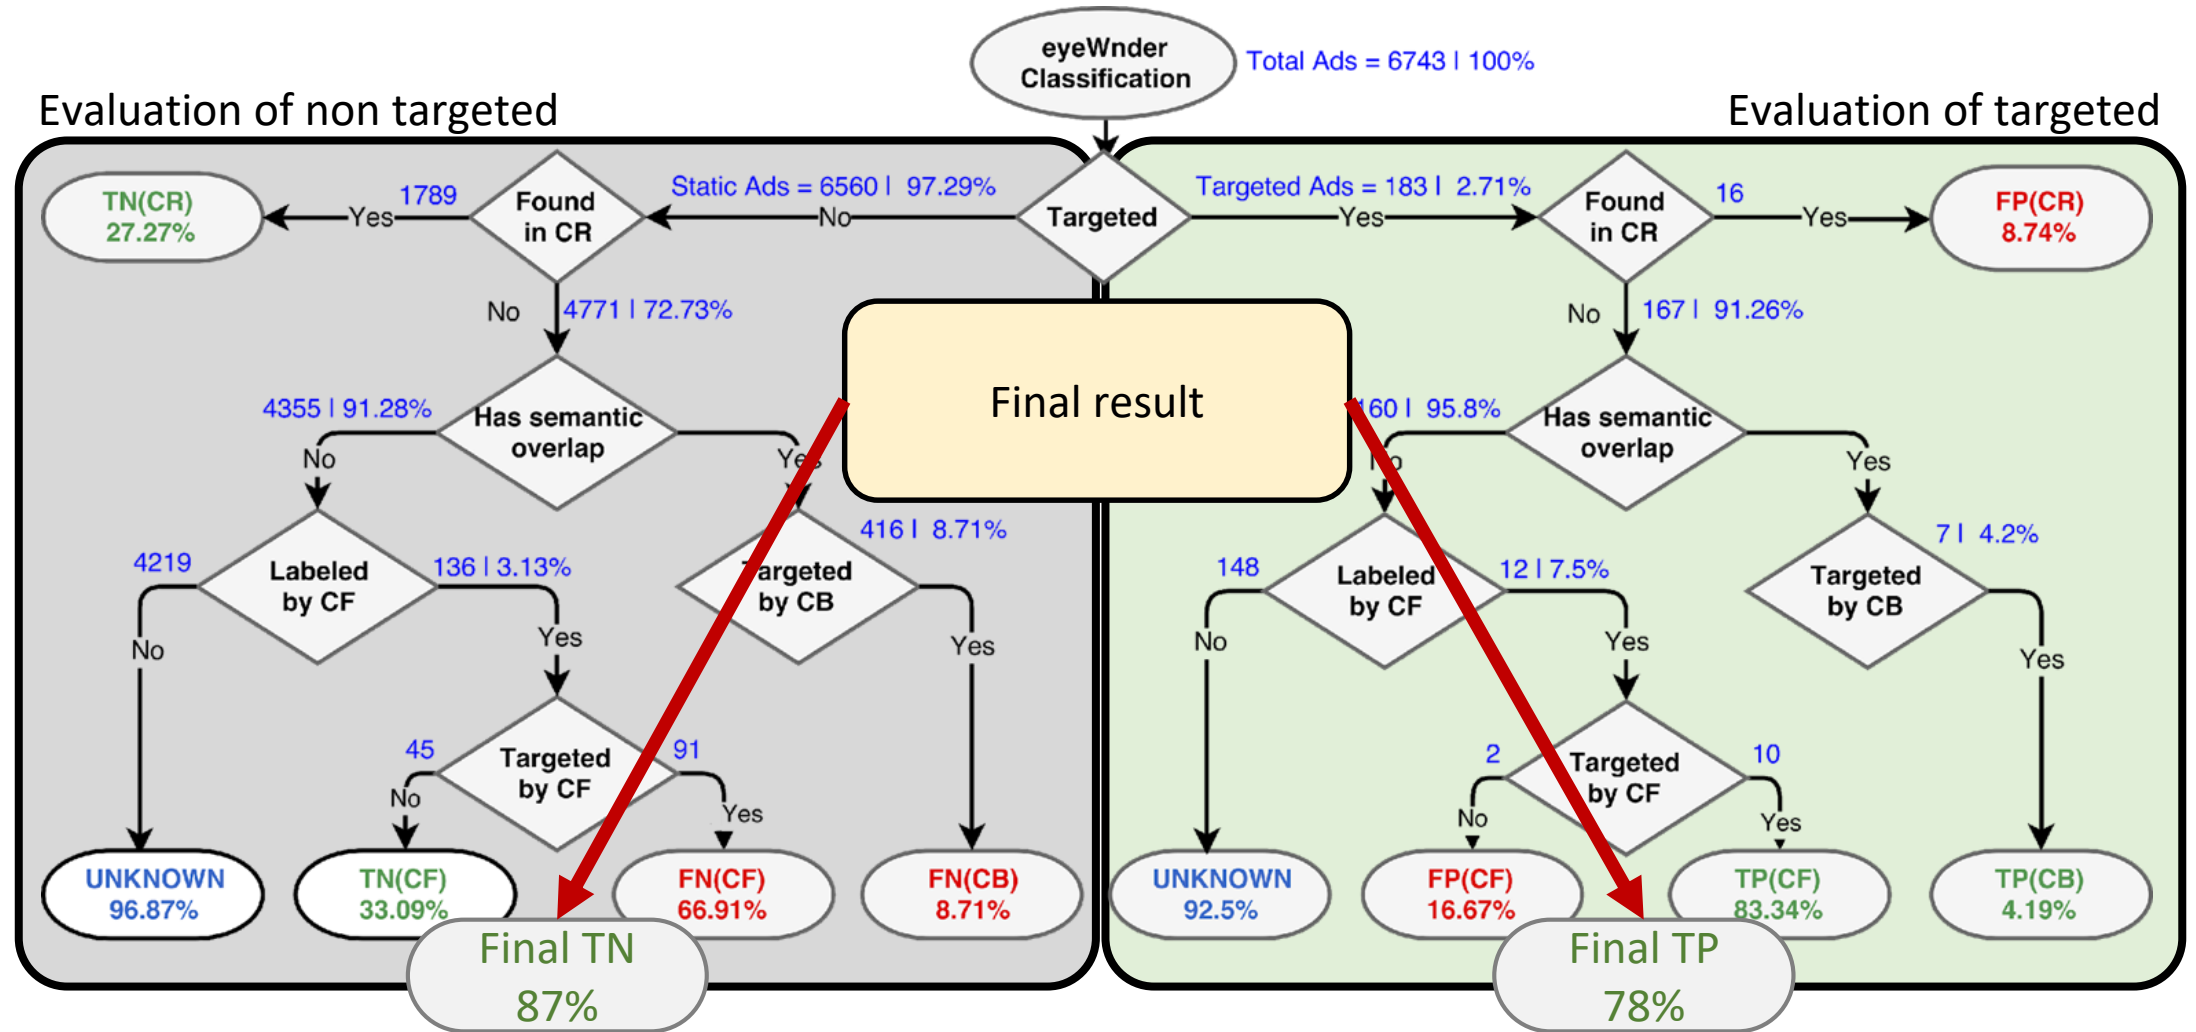 eyeWnder
Classification
Total Ads = 6743 | 100%
Evaluation of non targeted
Evaluation of targeted
TN(CR)
27.27%
1789
Yes
Found
in CR
Static Ads = 6560 | 97.29%
No
Targeted
Targeted Ads = 183 | 2.71%
Yes
Found
in CR
16
Yes
FP(CR)
8.74%
No
4771 | 72.73%
No
167 | 91.26%
Final result
4355 | 91.28%
Has semantic
overlap
No
Yes
160 | 95.8%
Has semantic
overlap
No
Yes
416 | 8.71%
7 | 4.2%
4219
Labeled
by CF
136 | 3.13%
Targeted
by CB
148
Labeled
by CF
12 | 7.5%
Targeted
by CB
No
Yes
Yes
No
Yes
Yes
45
Targeted
by CF
91
2
Targeted
by CF
10
No
Yes
No
Yes
UNKNOWN
96.87%
TN(CF)
33.09%
FN(CF)
66.91%
FN(CB)
8.71%
UNKNOWN
92.5%
FP(CF)
16.67%
TP(CF)
83.34%
TP(CB)
4.19%
Final TN
87%
Final TP
78%